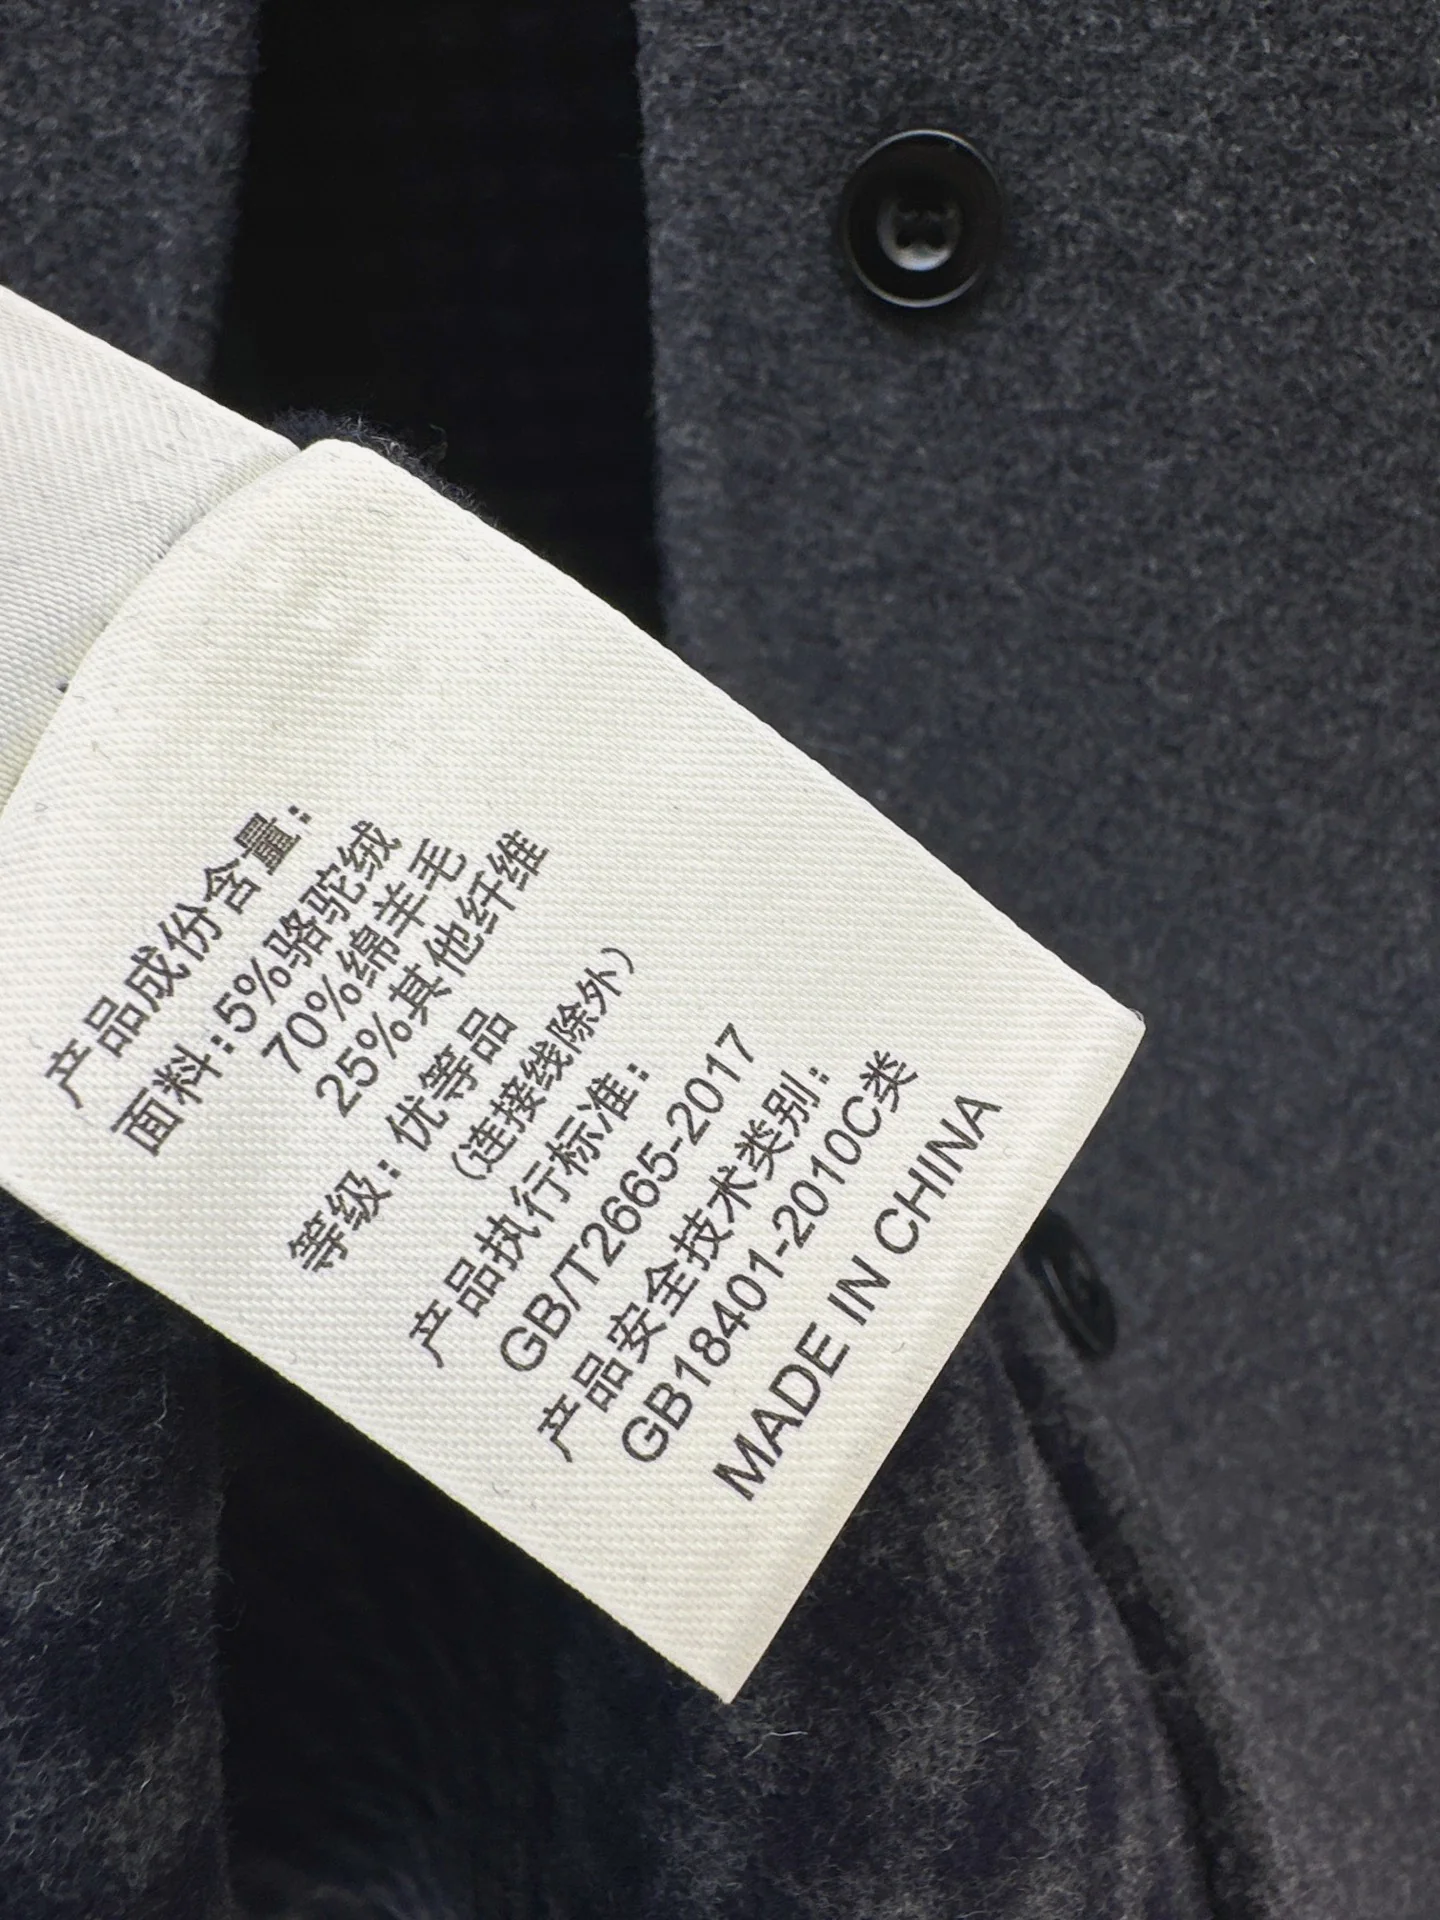 产品成份含量:
面料:5%骆驼绒
70%绵羊毛
25%其他纤维
等级:优等品
(连接线除外)
产品执行标准:
GB/T2665-2017
产品安全技术类别:
GB18401-2010C类
MADE IN CHINA